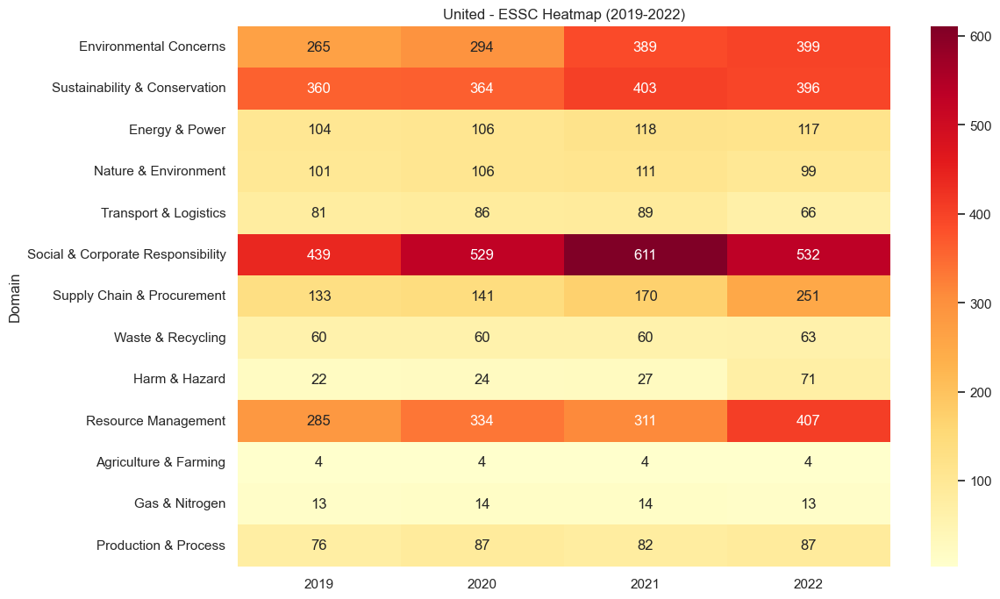 United - ESSC Heatmap (2019-2022)
Domain
Environmental Concerns 265 294 389 399
Sustainability & Conservation 360 364 403 396
Energy & Power 104 106 118 117
Nature & Environment 101 106 111 99
Transport & Logistics 81 86 89 66
Social & Corporate Responsibility 439 529 611 532
Supply Chain & Procurement 133 141 170 251
Waste & Recycling 60 60 60 63
Harm & Hazard 22 24 27 71
Resource Management 285 334 311 407
Agriculture & Farming 4 4 4 4
Gas & Nitrogen 13 14 14 13
Production & Process 76 87 82 87
2019 2020 2021 2022
600
500
400
300
200
100